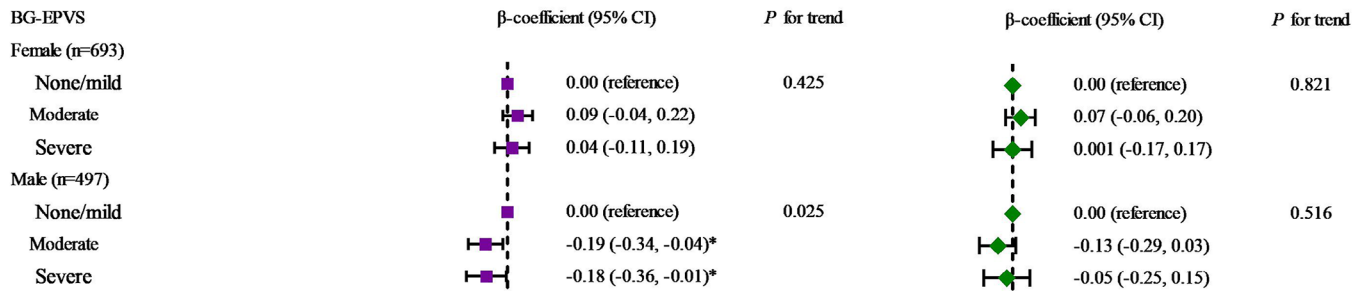 BG-EPVS β-coefficient (95% CI) P for trend β-coefficient (95% CI) P for trend
Female (n=693)
None/mild 0.00 (reference) 0.425 0.00 (reference) 0.821
Moderate 0.09 (-0.04, 0.22) 0.07 (-0.06, 0.20)
Severe 0.04 (-0.11, 0.19) 0.001 (-0.17, 0.17)
Male (n=497)
None/mild 0.00 (reference) 0.025 0.00 (reference) 0.516
Moderate -0.19 (-0.34, -0.04)* -0.13 (-0.29, 0.03)
Severe -0.18 (-0.36, -0.01)* -0.05 (-0.25, 0.15)